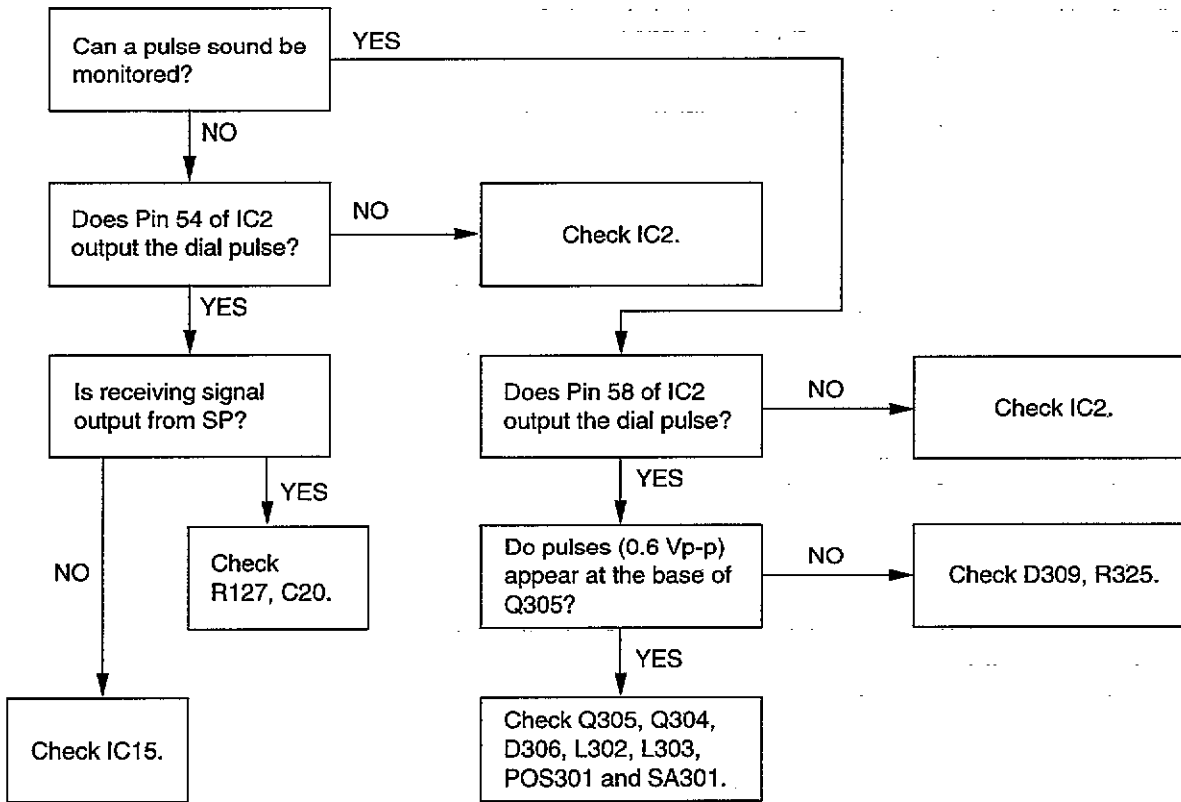 Can a pulse sound be
monitored?
YES
NO
Does Pin 54 of IC2
output the dial pulse?
NO
Check IC2.
YES
Is receiving signal
output from SP?
YES
Check
R127, C20.
NO
Check IC15.
Does Pin 58 of IC2
output the dial pulse?
NO
Check IC2.
YES
Do pulses (0.6 Vp-p)
appear at the base of
Q305?
NO
Check D309, R325.
YES
Check Q305, Q304,
D306, L302, L303,
POS301 and SA301.